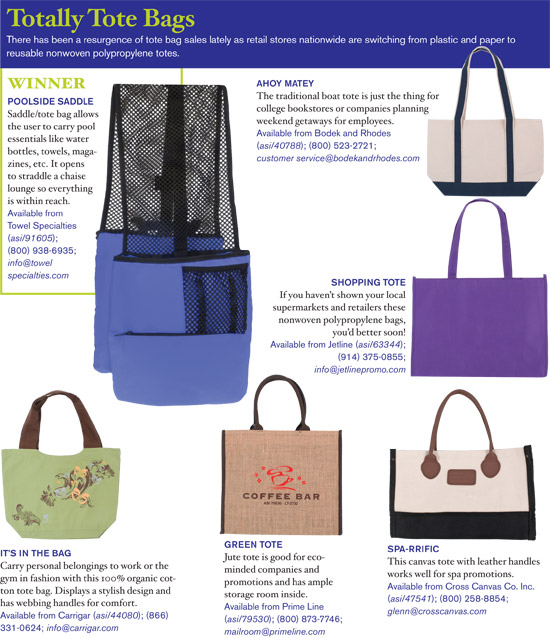 Totally Tote Bags
There has been a resurgence of tote bag sales lately as retail stores nationwide are switching from plastic and paper to
reusable nonwoven polypropylene totes.
WINNER
POOLSIDE SADDLE
Saddle/tote bag allows
the user to carry pool
essentials like water
bottles, towels, maga-
zines, etc. It opens
to straddle a chaise
lounge so everything
is within reach.
Available from
Towel Specialties
(asi/91605);
(800) 938-6935;
info@towel
specialties.com
AHOY MATEY
The traditional boat tote is just the thing for
college bookstores or companies planning
weekend getaways for employees.
Available from Bodek and Rhodes
(asi/40788); (800) 523-2721;
customer service@bodekandrhodes.com
SHOPPING TOTE
If you haven't shown your local
supermarkets and retailers these
nonwoven polypropylene bags,
you'd better soon!
Available from Jetline (asi/63344);
(914) 375-0855;
info@jetlinepromo.com
IT'S IN THE BAG
Carry personal belongings to work or the
gym in fashion with this 100% organic cot-
ton tote bag. Displays a stylish design and
has webbing handles for comfort.
Available from Carrigar (asi/44080); (866)
331-0624; info@carrigar.com
COFFEE BAR
GREEN TOTE
Jute tote is good for eco-
minded companies and
promotions and has ample
storage room inside.
Available from Prime Line
(asi/79530); (800) 873-7746;
mailroom@primeline.com
SPA-RRIFIC
This canvas tote with leather handles
works well for spa promotions.
Available from Cross Canvas Co. Inc.
(asi/47541); (800) 258-8854;
glenn@crosscanvas.com